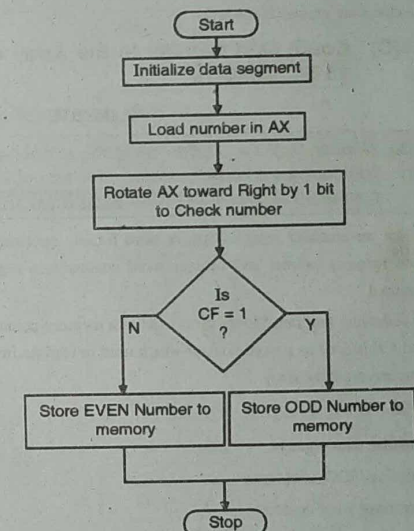 Start
Initialize data segment
Load number in AX
Rotate AX toward Right by 1 bit
to Check number
Is
CF = 1
?
N
Y
Store EVEN Number to
memory
Store ODD Number to
memory
Stop